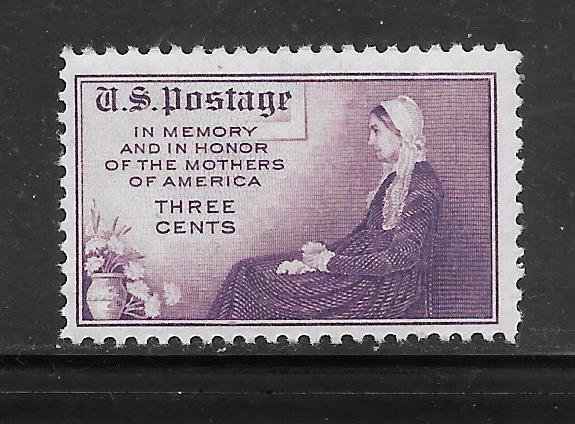 U.S. Postage
IN MEMORY
AND IN HONOR
OF THE MOTHERS
OF AMERICA
THREE
CENTS